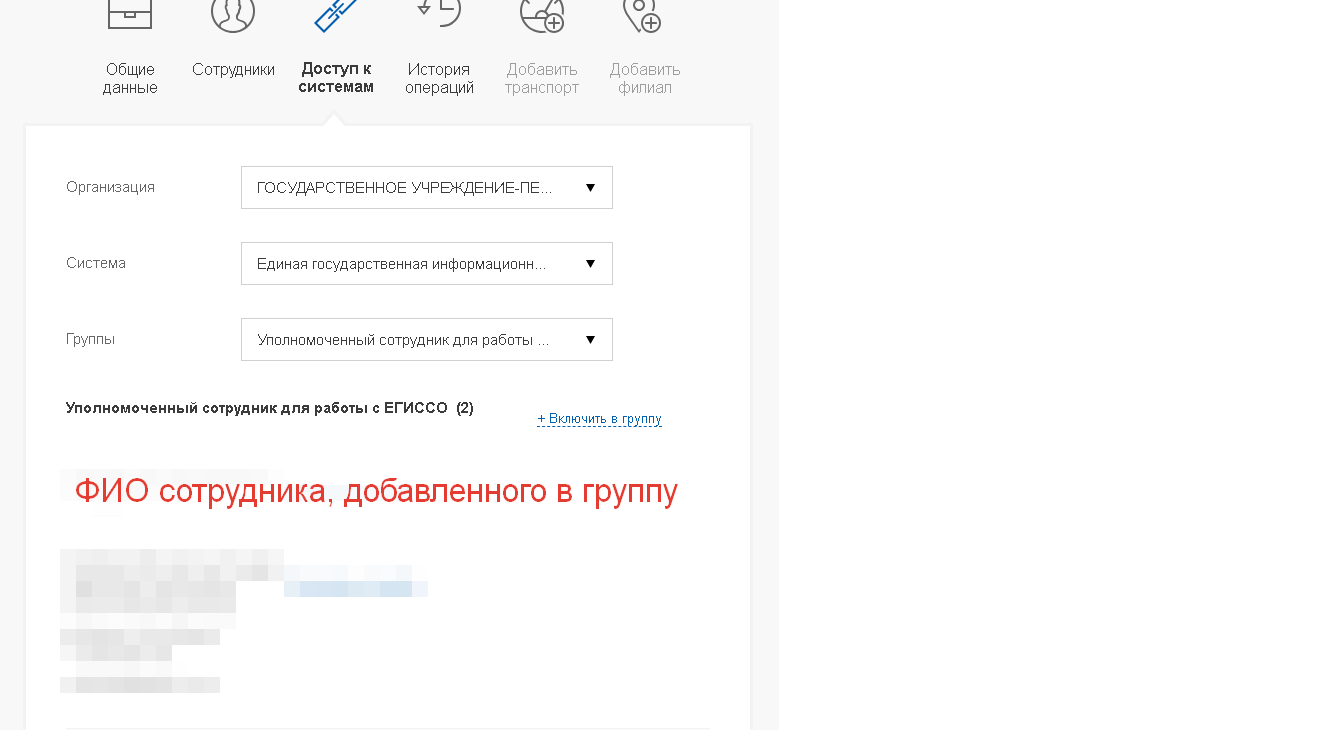 Общие данные
Сотрудники
Доступ к системам
История операций
Добавить транспорт
Добавить филиал
Организация
ГОСУДАРСТВЕННОЕ УЧРЕЖДЕНИЕ-ПЕ...
Система
Единая государственная информационн...
Группы
Уполномоченный сотрудник для работы ...
Уполномоченный сотрудник для работы с ЕГИССО (2)
+ Включить в группу
ФИО сотрудника, добавленного в группу